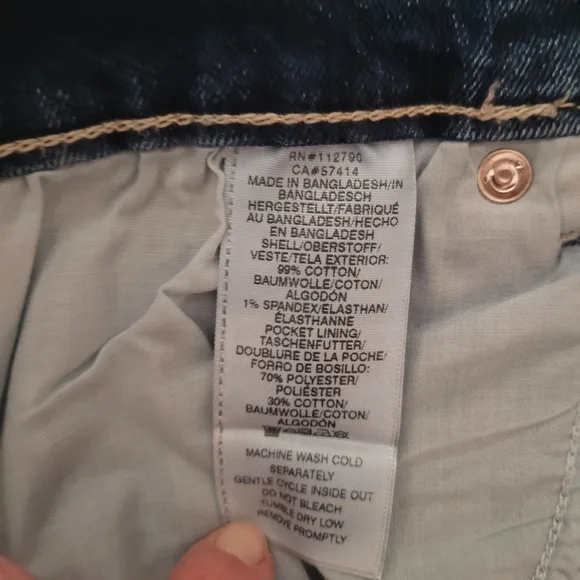 RN#112790
CA#57414
MADE IN BANGLADESH/IN
BANGLADESCH
HERGESTELLT/FABRIQUÉ
AU BANGLADESH/HECHO
EN BANGLADESH
SHELL/OBERSTOFF/
VESTE/TELA EXTERIOR:
99% COTTON/
BAUMWOLLE/COTON/
ALGODÓN
1% SPANDEX/ELASTHAN/
ÉLASTHANNE
POCKET LINING/
TASCHENFUTTER/
DOUBLURE DE LA POCHE/
FORRO DE BOSILLO:
70% POLYESTER/
POLIÉSTER
30% COTTON/
BAUMWOLLE/COTON/
ALGODÓN
MACHINE WASH COLD
SEPARATELY
GENTLE CYCLE INSIDE OUT
DO NOT BLEACH
TUMBLE DRY LOW
REMOVE PROMPTLY